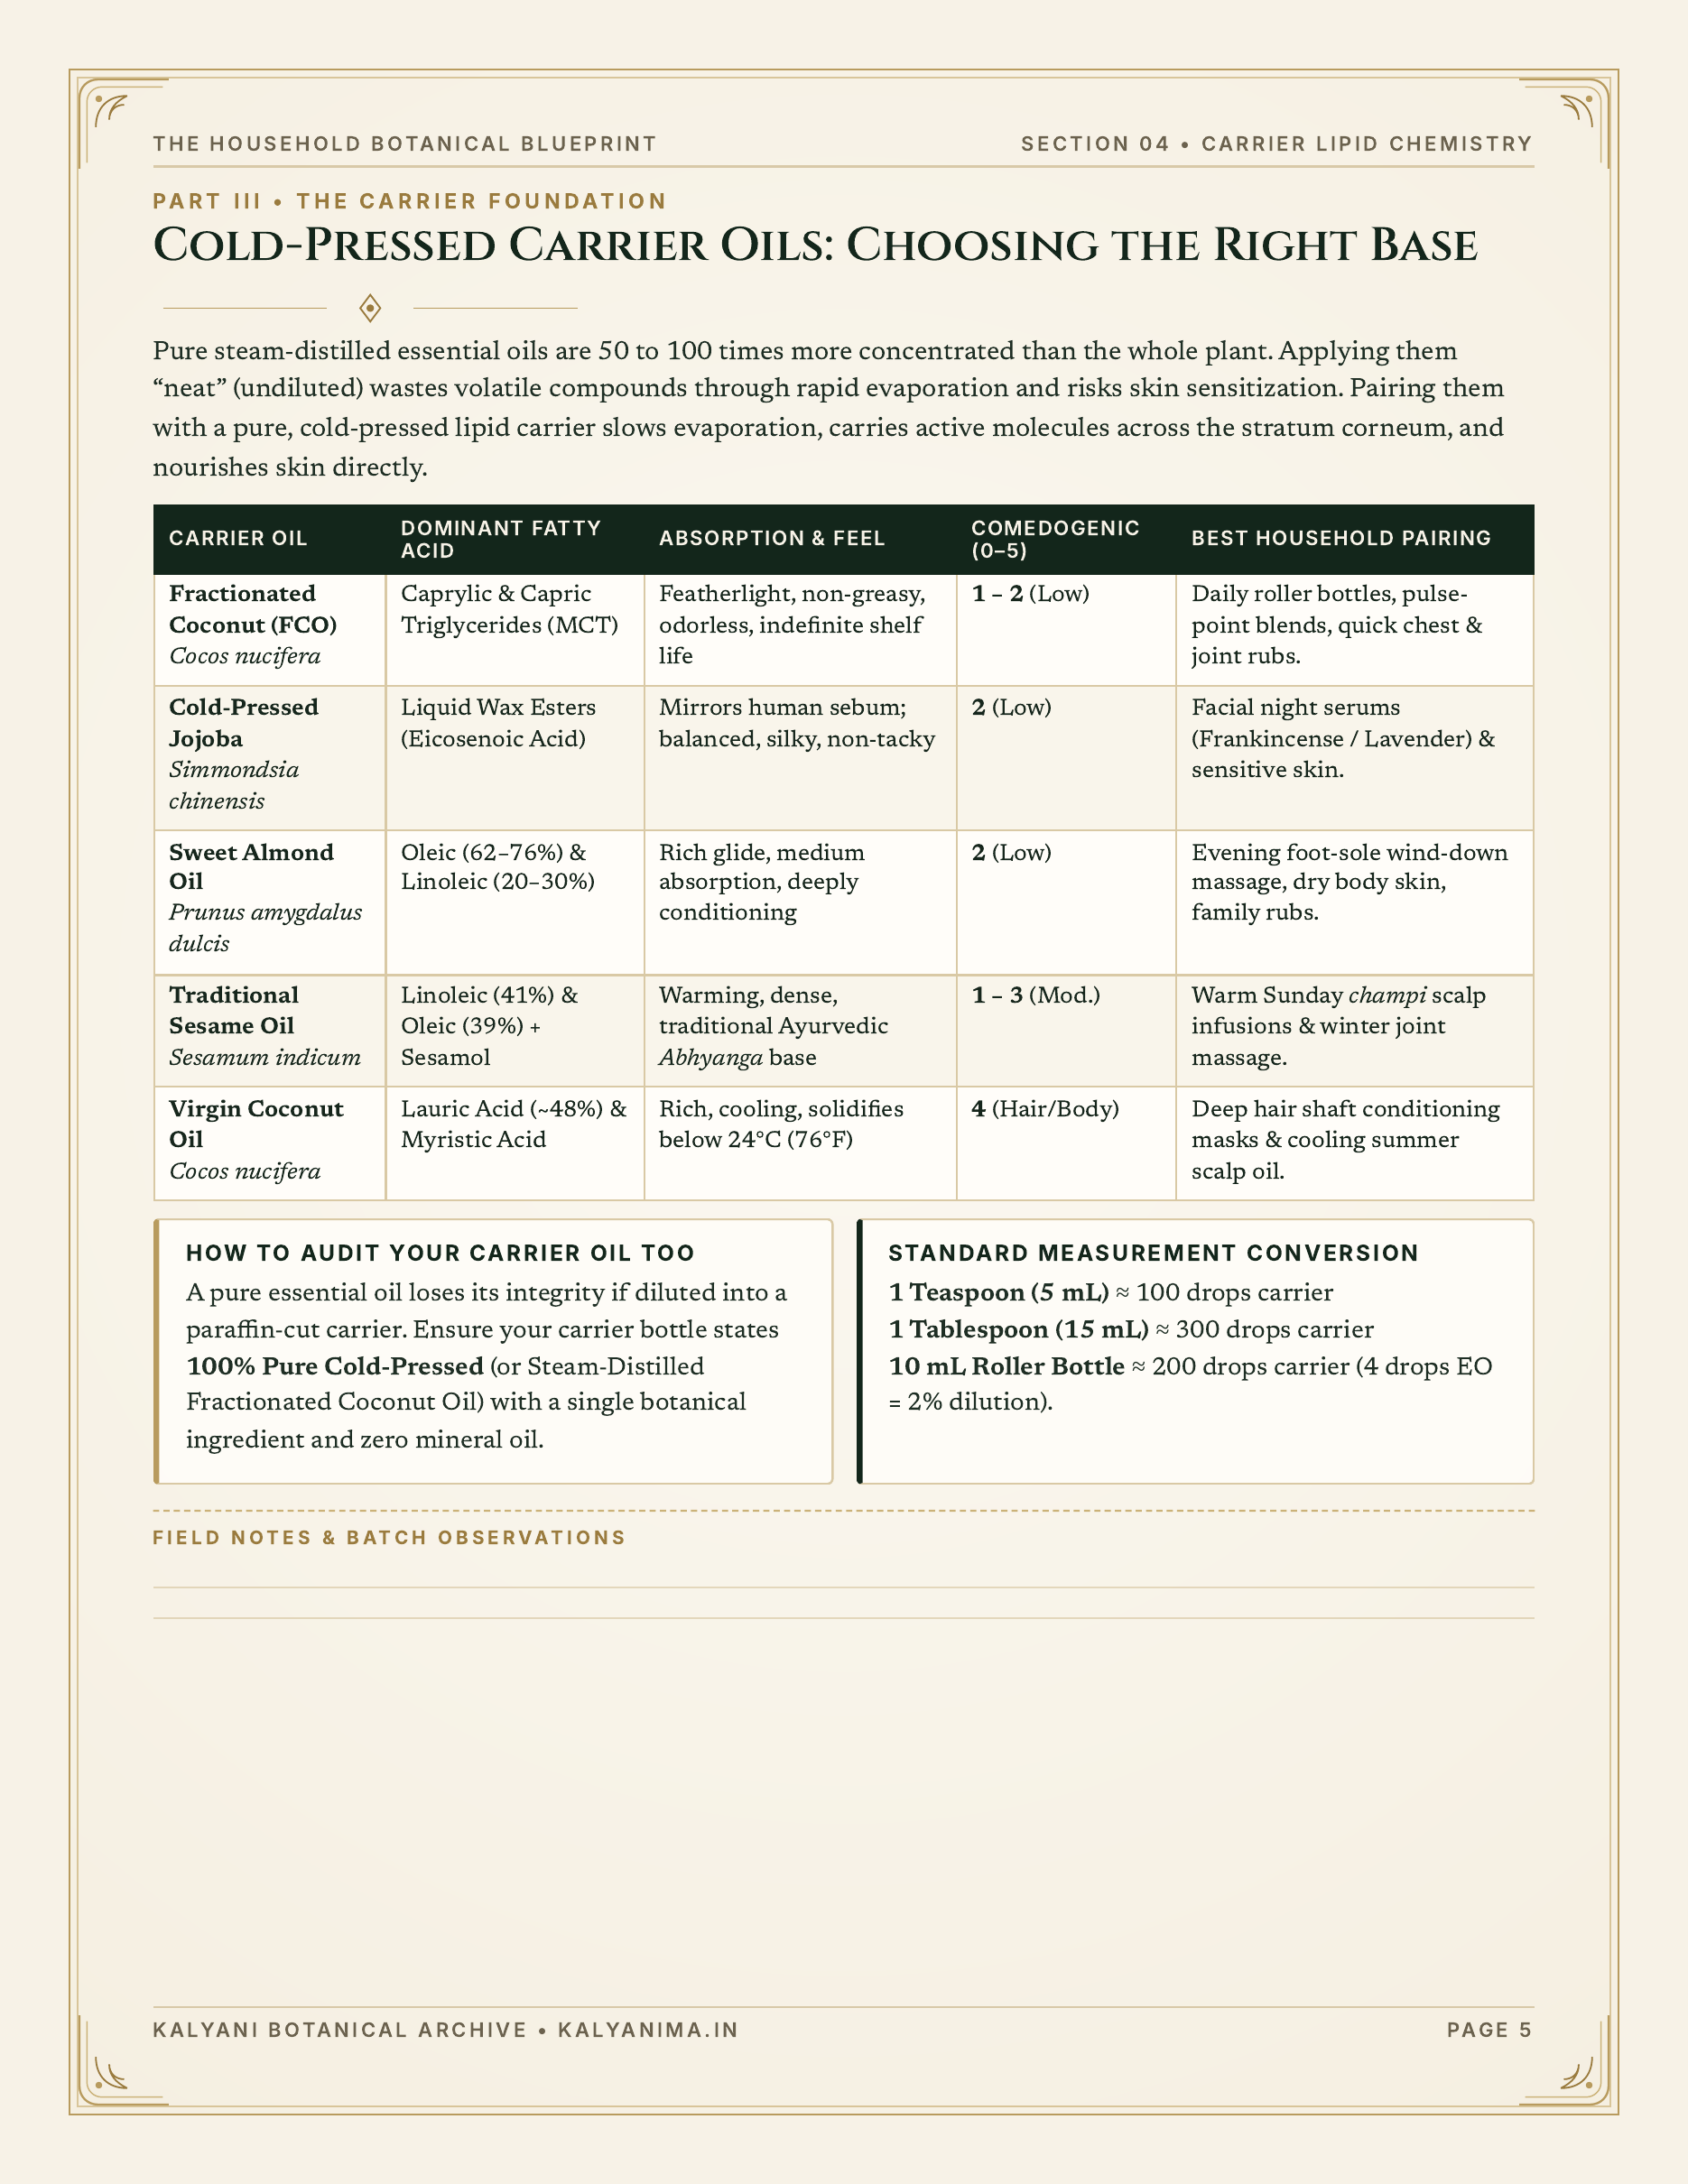 THE HOUSEHOLD BOTANICAL BLUEPRINT
SECTION 04 • CARRIER LIPID CHEMISTRY
PART III • THE CARRIER FOUNDATION
COLD-PRESSED CARRIER OILS: CHOOSING THE RIGHT BASE
Pure steam-distilled essential oils are 50 to 100 times more concentrated than the whole plant. Applying them
“neat” (undiluted) wastes volatile compounds through rapid evaporation and risks skin sensitization. Pairing them
with a pure, cold-pressed lipid carrier slows evaporation, carries active molecules across the stratum corneum, and
nourishes skin directly.
CARRIER OIL
DOMINANT FATTY
ACID
ABSORPTION & FEEL
COMEDOGENIC
(0–5)
BEST HOUSEHOLD PAIRING
Fractionated
Coconut (FCO)
Cocos nucifera
Caprylic & Capric
Triglycerides (MCT)
Featherlight, non-greasy,
odorless, indefinite shelf
life
1 – 2 (Low)
Daily roller bottles, pulse-
point blends, quick chest &
joint rubs.
Cold-Pressed
Jojoba
Simmondsia
chinensis
Liquid Wax Esters
(Eicosenoic Acid)
Mirrors human sebum;
balanced, silky, non-tacky
2 (Low)
Facial night serums
(Frankincense / Lavender) &
sensitive skin.
Sweet Almond
Oil
Prunus amygdalus
dulcis
Oleic (62–76%) &
Linoleic (20–30%)
Rich glide, medium
absorption, deeply
conditioning
2 (Low)
Evening foot-sole wind-down
massage, dry body skin,
family rubs.
Traditional
Sesame Oil
Sesamum indicum
Linoleic (41%) &
Oleic (39%) +
Sesamol
Warming, dense,
traditional Ayurvedic
Abhyanga base
1 – 3 (Mod.)
Warm Sunday champi scalp
infusions & winter joint
massage.
Virgin Coconut
Oil
Cocos nucifera
Lauric Acid (~48%) &
Myristic Acid
Rich, cooling, solidifies
below 24°C (76°F)
4 (Hair/Body)
Deep hair shaft conditioning
masks & cooling summer
scalp oil.
HOW TO AUDIT YOUR CARRIER OIL TOO
A pure essential oil loses its integrity if diluted into a
paraffin-cut carrier. Ensure your carrier bottle states
100% Pure Cold-Pressed (or Steam-Distilled
Fractionated Coconut Oil) with a single botanical
ingredient and zero mineral oil.
STANDARD MEASUREMENT CONVERSION
1 Teaspoon (5 mL) ≈ 100 drops carrier
1 Tablespoon (15 mL) ≈ 300 drops carrier
10 mL Roller Bottle ≈ 200 drops carrier (4 drops EO
= 2% dilution).
FIELD NOTES & BATCH OBSERVATIONS
KALYANI BOTANICAL ARCHIVE • KALYANIMA.IN
PAGE 5